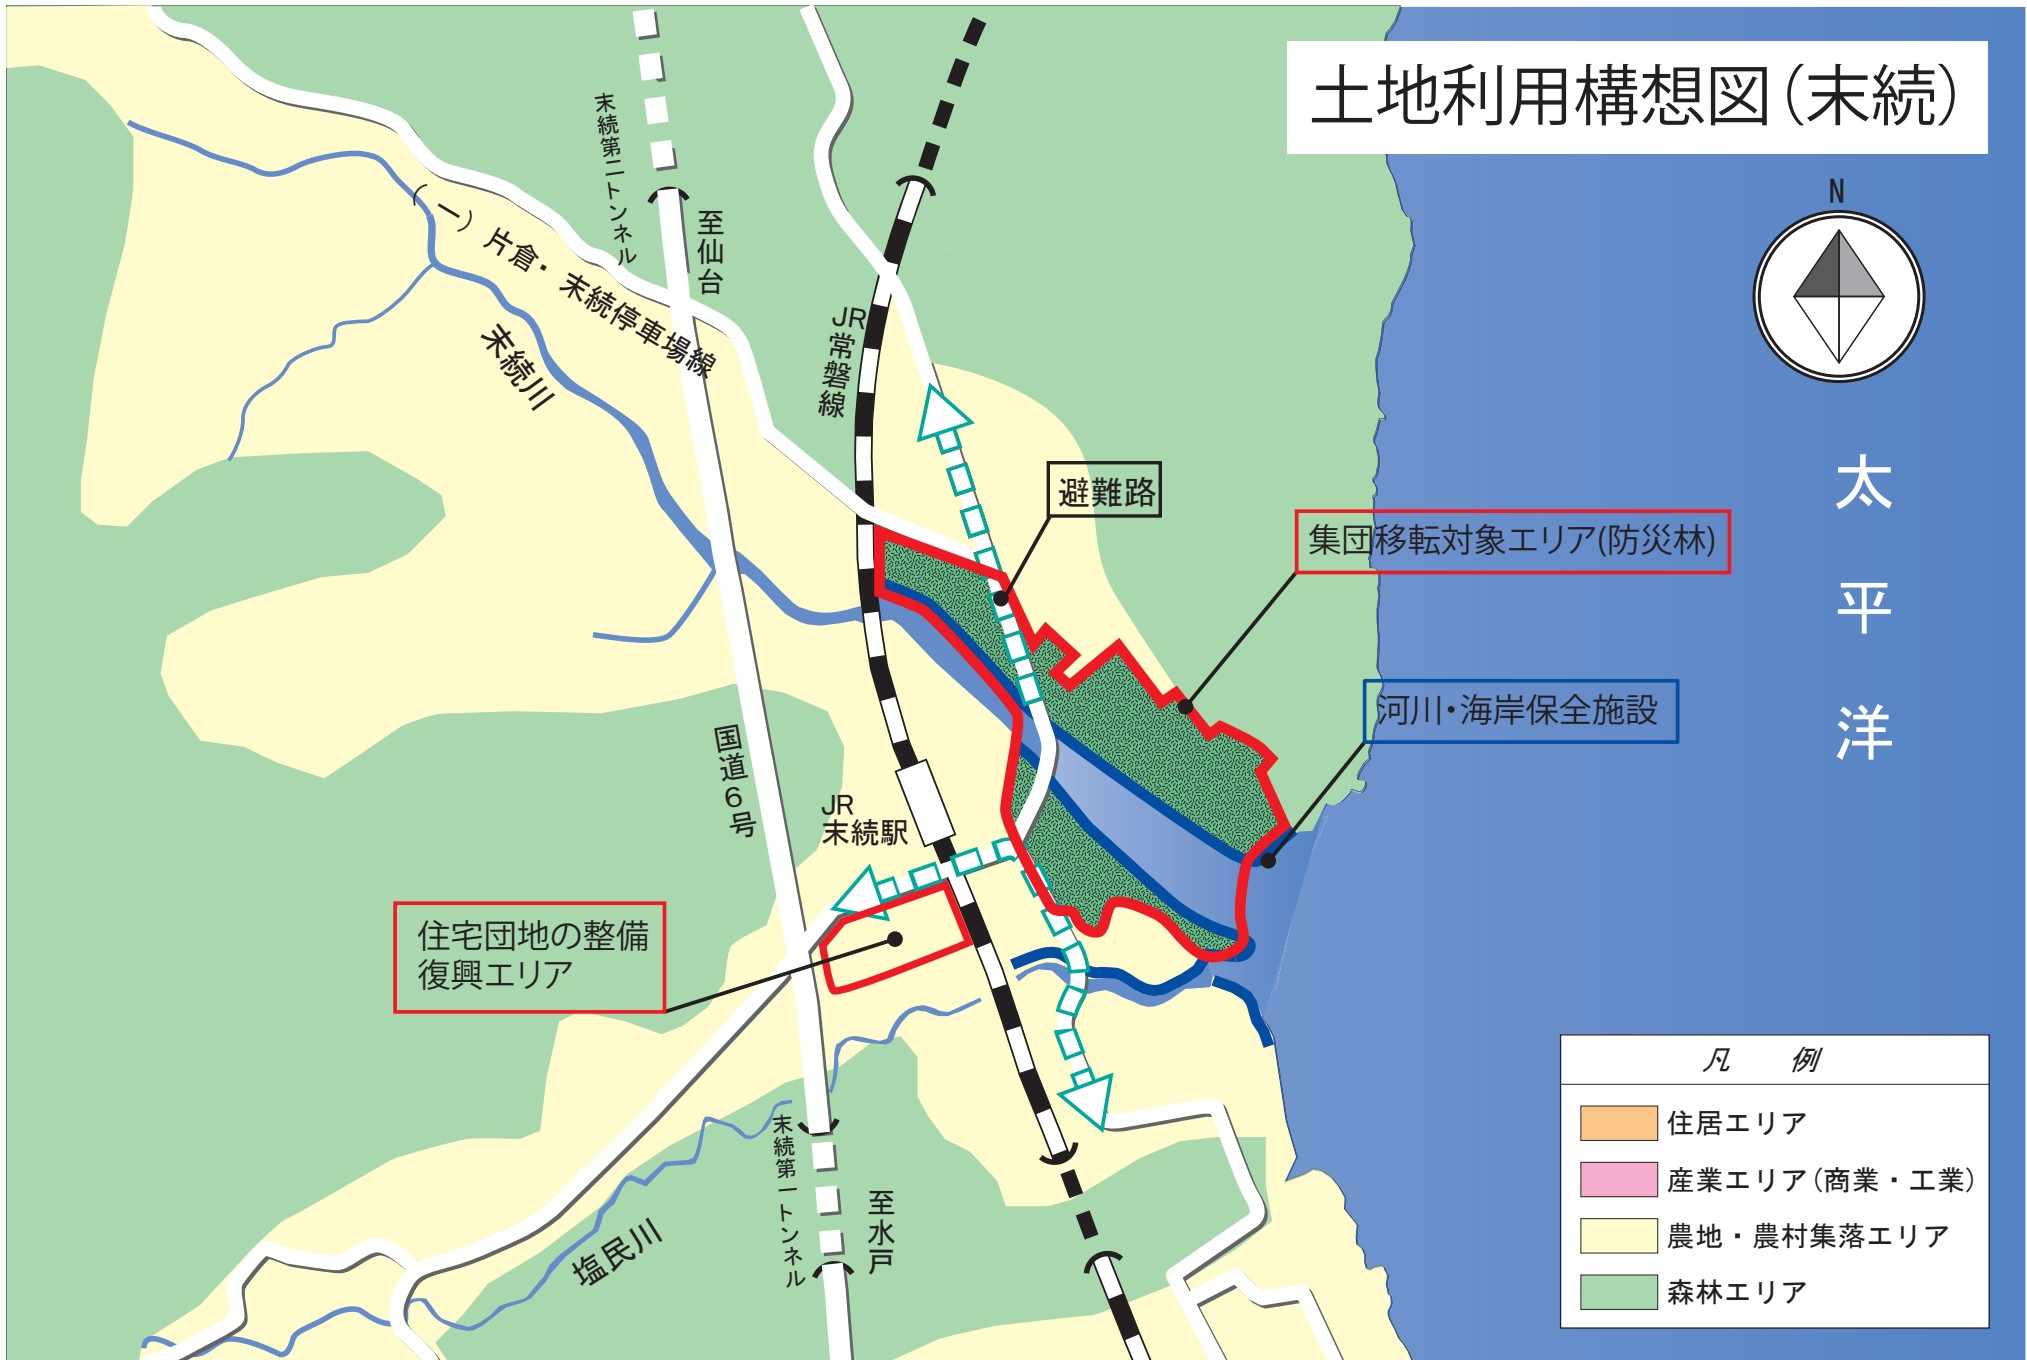 土地利用構想図(末続)
N
太平洋
末続第二トンネル
至仙台
(一)片倉・末続停車場線
末続川
JR常磐線
避難路
集団移転対象エリア(防災林)
河川・海岸保全施設
国道6号
JR
末続駅
住宅団地の整備
復興エリア
末続第一トンネル
至水戸
塩民川
凡例
住居エリア
産業エリア(商業・工業)
農地・農村集落エリア
森林エリア